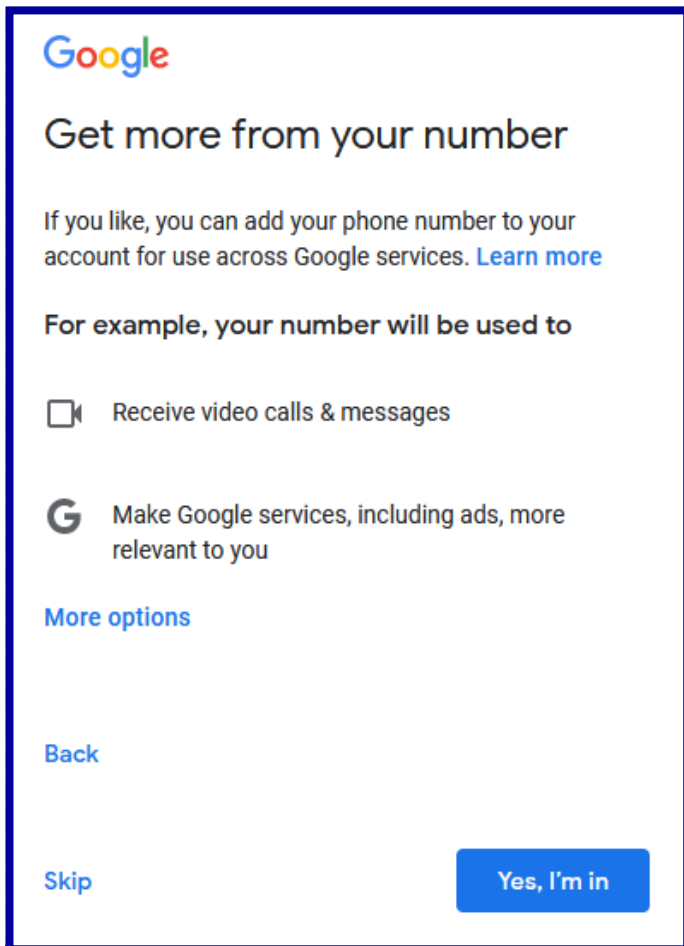 Google
Get more from your number
If you like, you can add your phone number to your
account for use across Google services. Learn more
For example, your number will be used to
Receive video calls & messages
Make Google services, including ads, more
relevant to you
More options
Back
Skip
Yes, I'm in